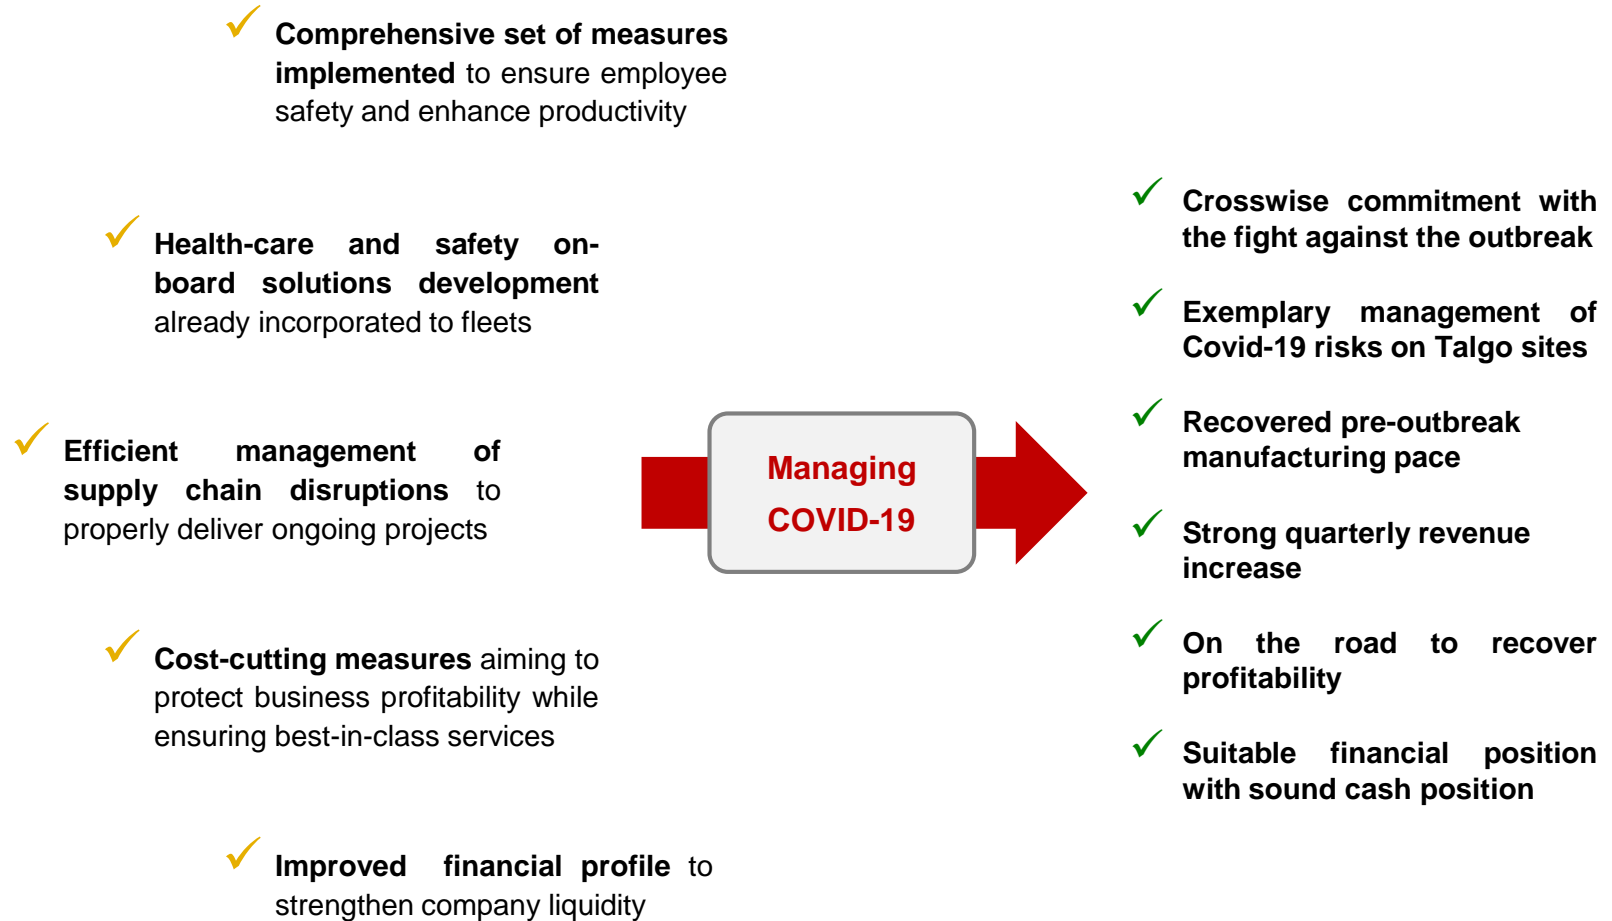 Comprehensive set of measures
implemented to ensure employee
safety and enhance productivity
Health-care and safety on-
board solutions development
already incorporated to fleets
Efficient management of
supply chain disruptions to
properly deliver ongoing projects
Cost-cutting measures aiming to
protect business profitability while
ensuring best-in-class services
Improved financial profile to
strengthen company liquidity
Managing
COVID-19
Crosswise commitment with
the fight against the outbreak
Exemplary management of
Covid-19 risks on Talgo sites
Recovered pre-outbreak
manufacturing pace
Strong quarterly revenue
increase
On the road to recover
profitability
Suitable financial position
with sound cash position